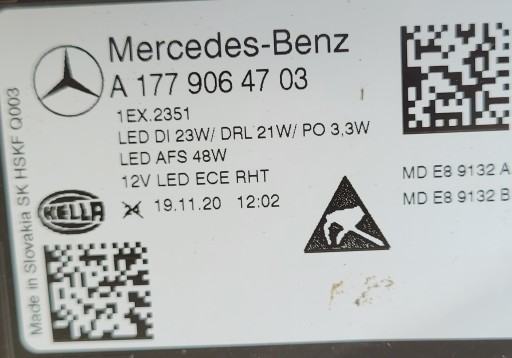 Mercedes-Benz
A 177 906 47 03
1EX.2351
LED DI 23W/ DRL 21W/ PO 3,3W
LED AFS 48W
12V LED ECE RHT
19.11.20 12:02
HELLA
MD E8 9132 A
MD E8 9132 B
Made in Slovakia SK HSKF Q003